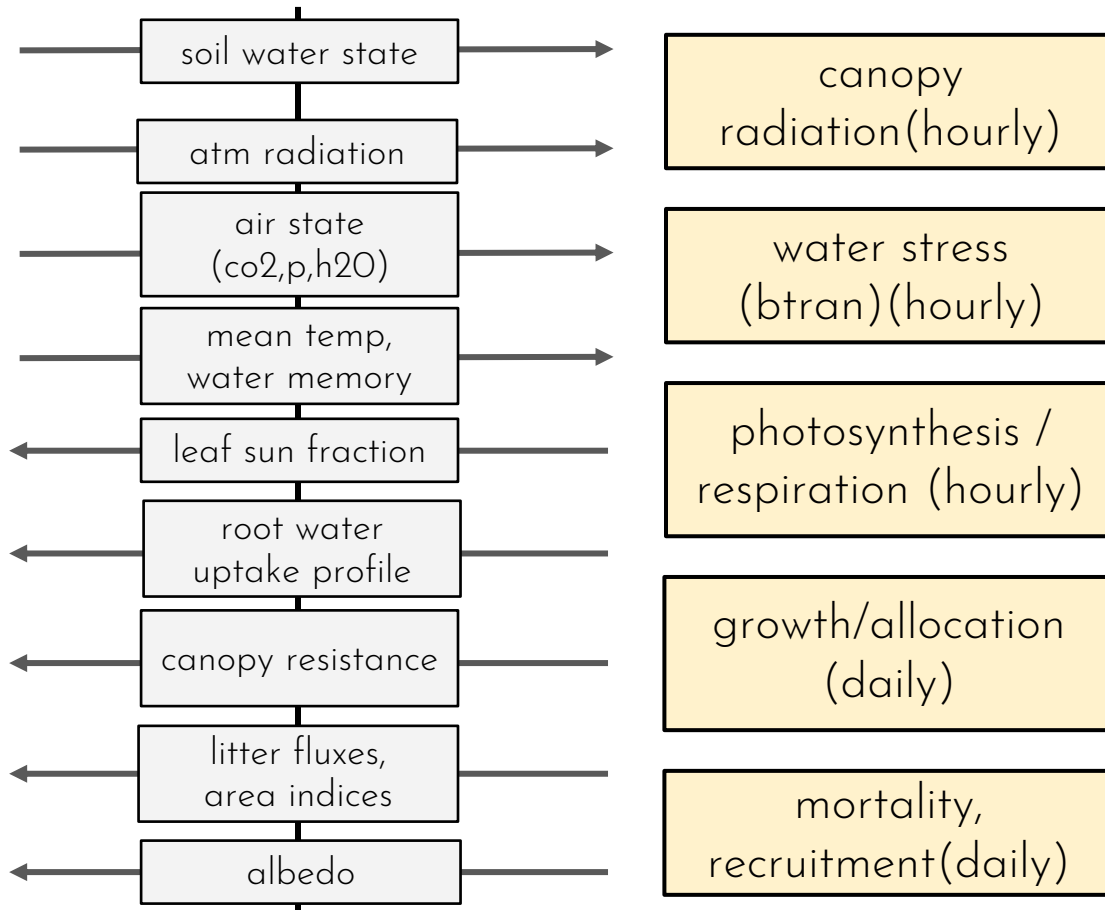 soil water state
atm radiation
air state
(co2,p,h2O)
mean temp,
water memory
leaf sun fraction
root water
uptake profile
canopy resistance
litter fluxes,
area indices
albedo
canopy
radiation(hourly)
water stress
(btran)(hourly)
photosynthesis /
respiration (hourly)
growth/allocation
(daily)
mortality,
recruitment(daily)